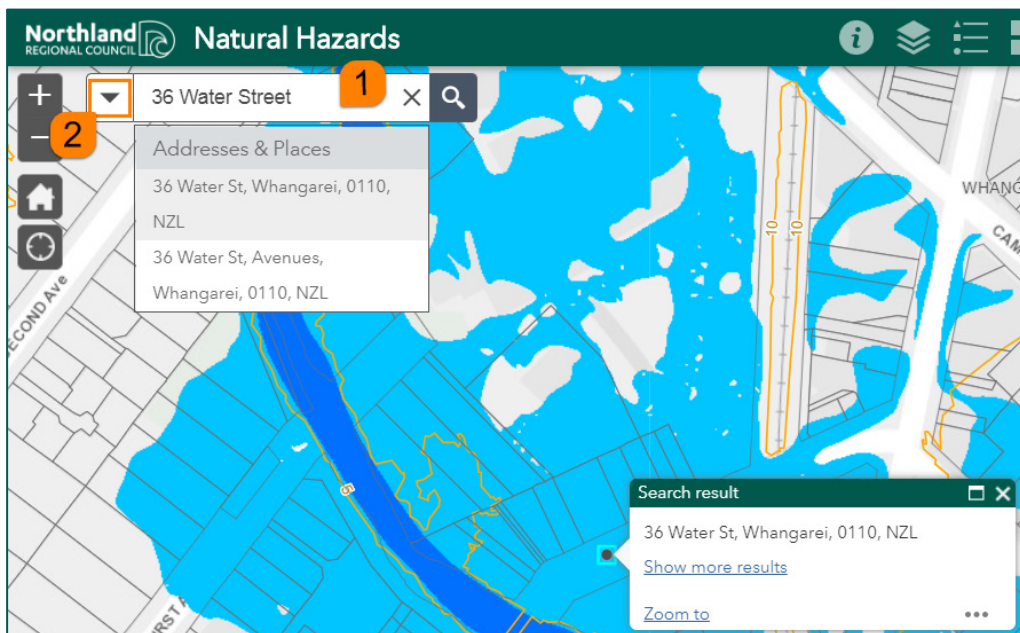 Northland
REGIONAL COUNCIL
Natural Hazards
i
+
36 Water Street
1
−
2
Addresses & Places
36 Water St, Whangarei, 0110,
NZL
36 Water St, Avenues,
Whangarei, 0110, NZL
WHANG
CAM
10
10
SECOND Ave
5
Search result
36 Water St, Whangarei, 0110, NZL
Show more results
Zoom to
RST A